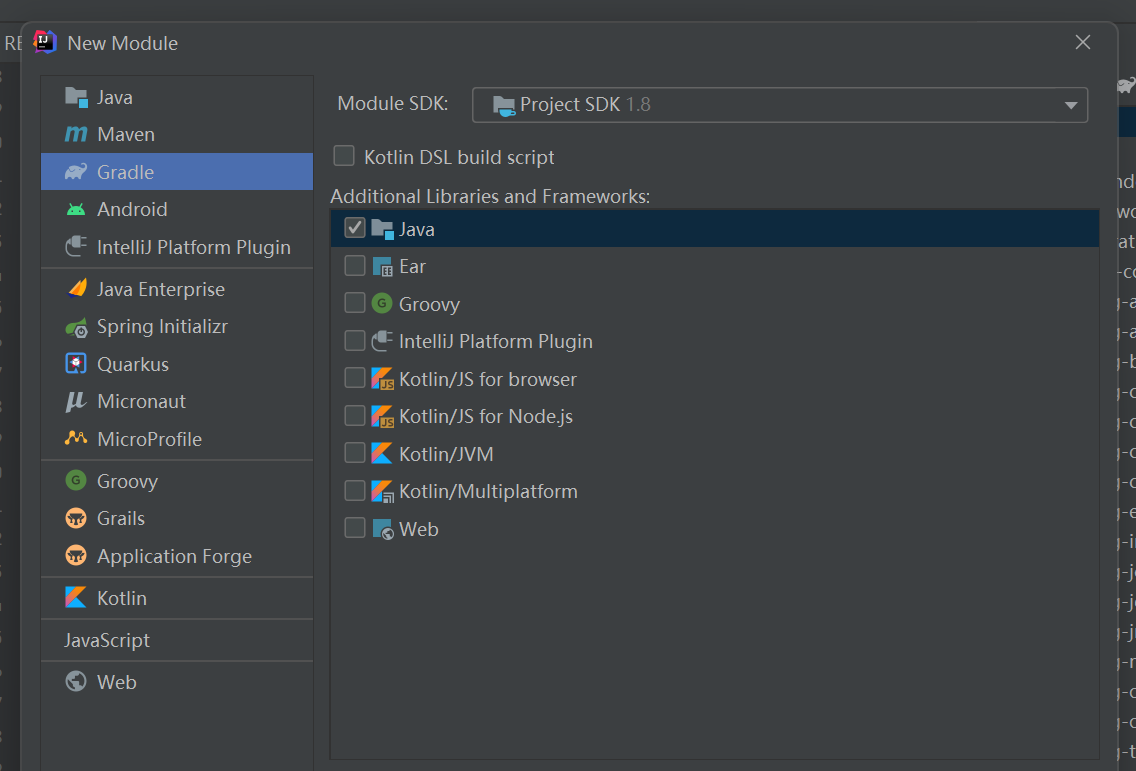 New Module
Java
Maven
Gradle
Android
IntelliJ Platform Plugin
Java Enterprise
Spring Initializr
Quarkus
Micronaut
MicroProfile
Groovy
Grails
Application Forge
Kotlin
JavaScript
Web
Module SDK: Project SDK 1.8
Kotlin DSL build script
Additional Libraries and Frameworks:
Java
Ear
Groovy
IntelliJ Platform Plugin
Kotlin/JS for browser
Kotlin/JS for Node.js
Kotlin/JVM
Kotlin/Multiplatform
Web